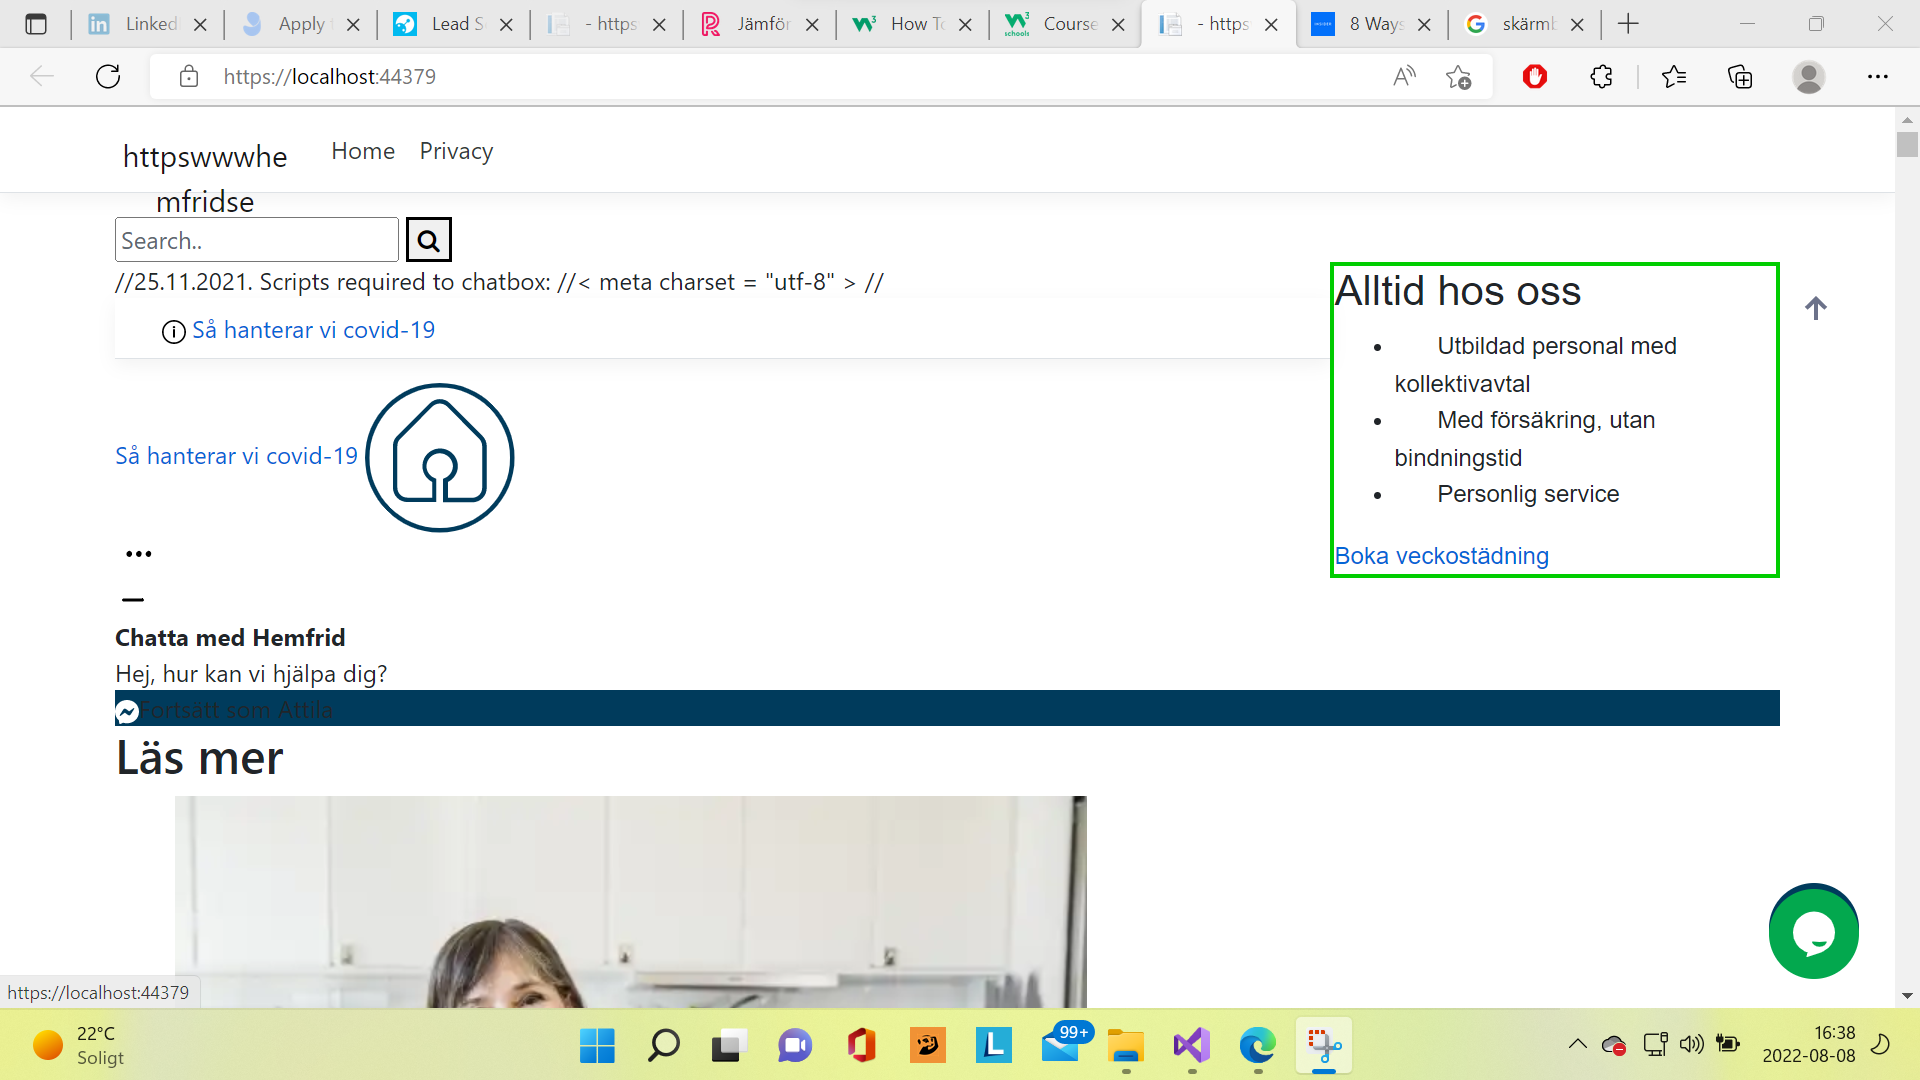 Linked
Apply
Lead S
- https
Jämför
How To
Course
- https
8 Ways
skärmb
https://localhost:44379
httpswwwhe
mfridse
Home
Privacy
Search..
//25.11.2021. Scripts required to chatbox: //< meta charset = "utf-8" > //
Så hanterar vi covid-19
Så hanterar vi covid-19
Alltid hos oss
• Utbildad personal med
kollektivavtal
• Med försäkring, utan
bindningstid
• Personlig service
Boka veckostädning
Chatta med Hemfrid
Hej, hur kan vi hjälpa dig?
Fortsätt som Attila
Läs mer
https://localhost:44379
22°C
Soligt
99+
16:38
2022-08-08